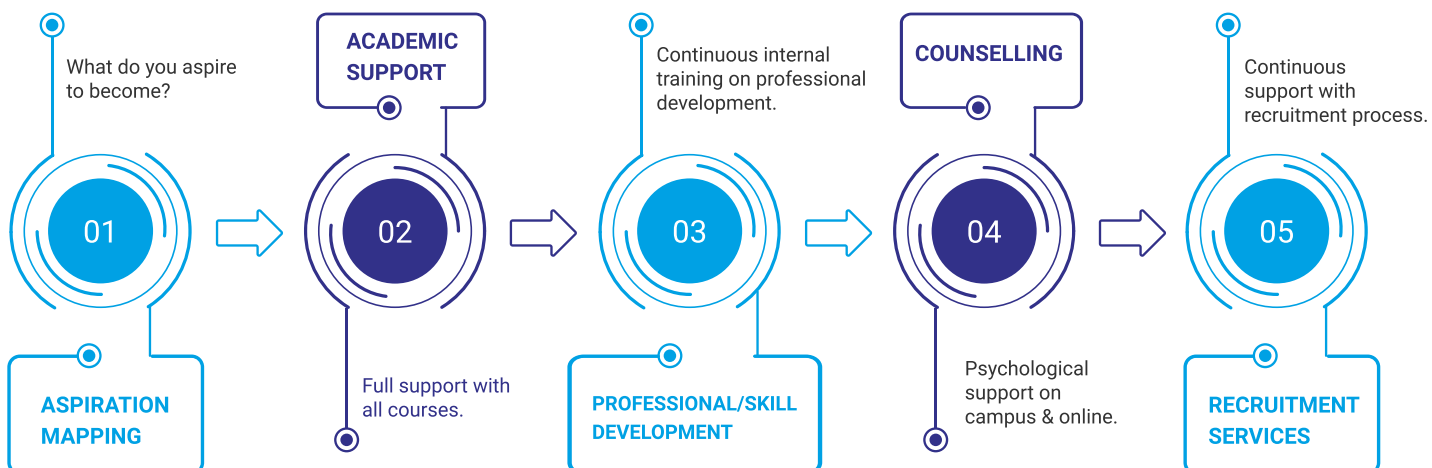 What do you aspire
to become?
01
ASPIRATION
MAPPING
ACADEMIC
SUPPORT
02
Full support with
all courses.
Continuous internal
training on professional
development.
03
PROFESSIONAL/SKILL
DEVELOPMENT
COUNSELLING
04
Psychological
support on
campus & online.
Continuous
support with
recruitment process.
05
RECRUITMENT
SERVICES